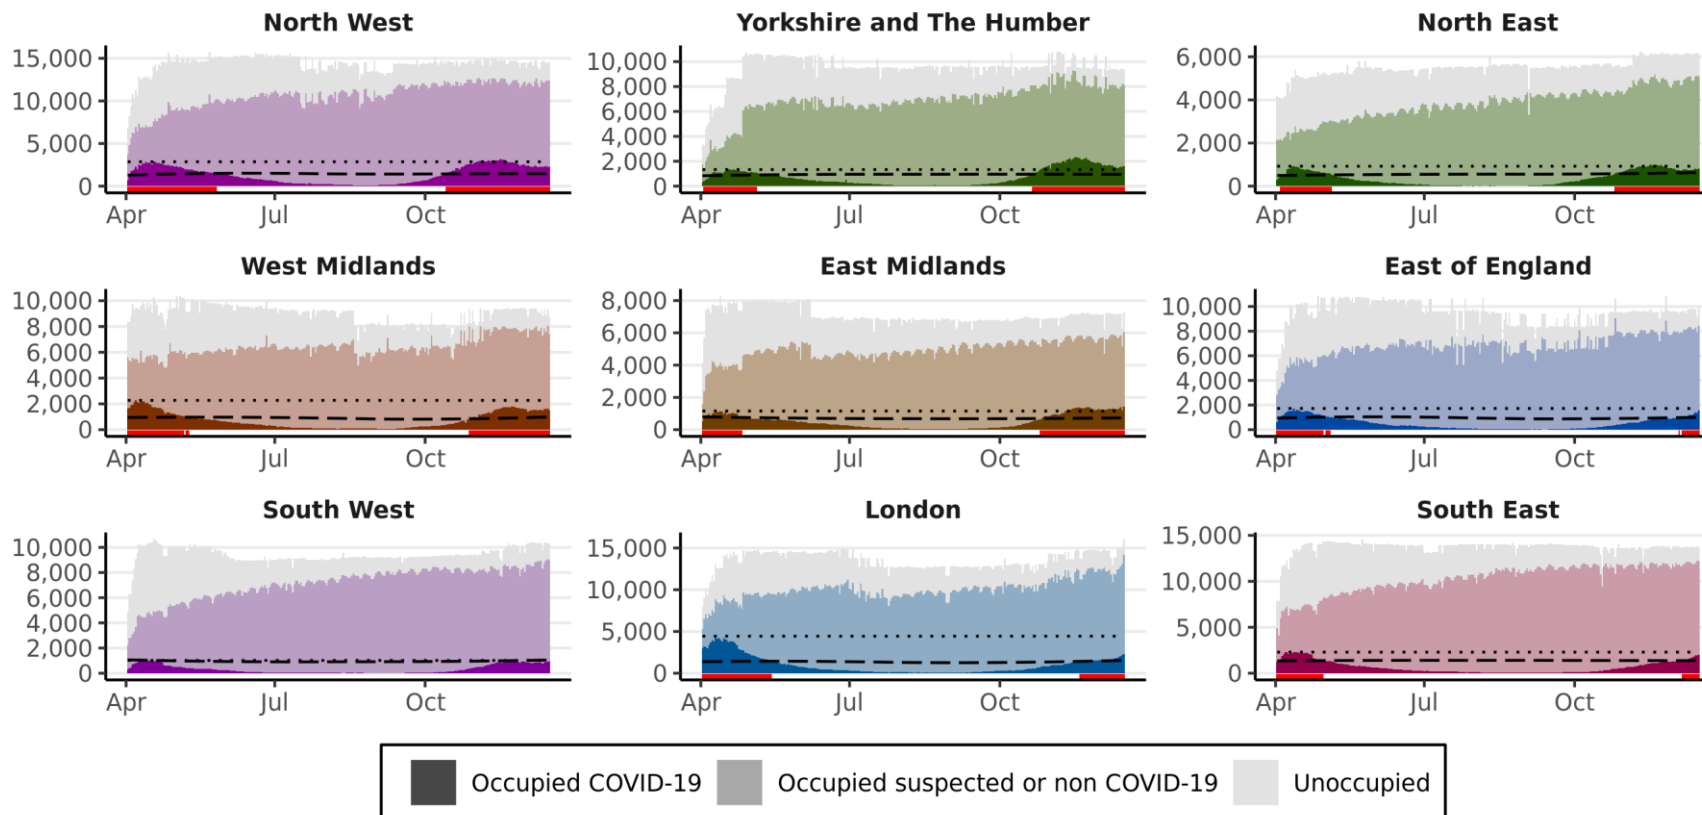 North West
15,000
10,000
5,000
0
Apr Jul Oct
Yorkshire and The Humber
10,000
8,000
6,000
4,000
2,000
0
Apr Jul Oct
North East
6,000
4,000
2,000
0
Apr Jul Oct
West Midlands
10,000
8,000
6,000
4,000
2,000
0
Apr Jul Oct
East Midlands
8,000
6,000
4,000
2,000
0
Apr Jul Oct
East of England
10,000
8,000
6,000
4,000
2,000
0
Apr Jul Oct
South West
10,000
8,000
6,000
4,000
2,000
0
Apr Jul Oct
London
15,000
10,000
5,000
0
Apr Jul Oct
South East
15,000
10,000
5,000
0
Apr Jul Oct
Occupied COVID-19 Occupied suspected or non COVID-19 Unoccupied